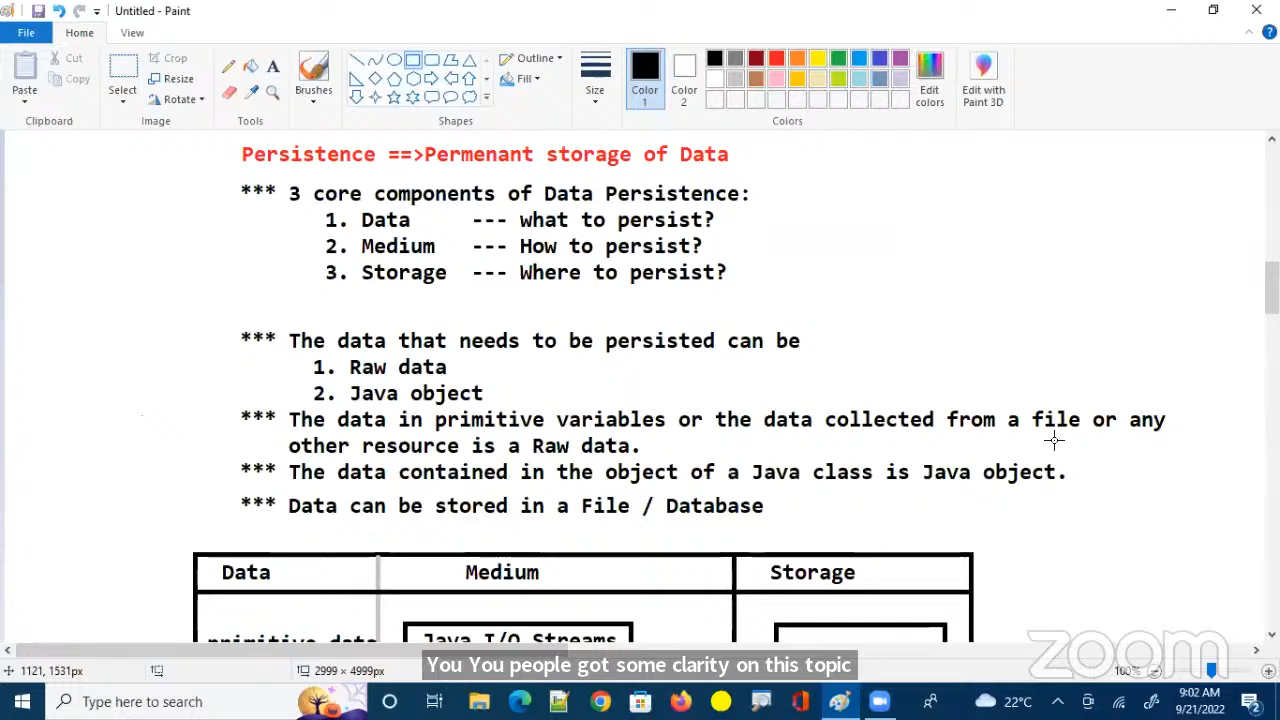 Untitled - Paint
File Home View
Paste Cut Copy Clipboard
Select Crop Resize Rotate Image
Tools
Brushes
Outline Fill Shapes
Size
Color 1 Color 2 Edit colors Colors
Edit with Paint 3D
Persistence ==>Permenant storage of Data
*** 3 core components of Data Persistence:
1. Data --- what to persist?
2. Medium --- How to persist?
3. Storage --- Where to persist?
*** The data that needs to be persisted can be
1. Raw data
2. Java object
*** The data in primitive variables or the data collected from a file or any
other resource is a Raw data.
*** The data contained in the object of a Java class is Java object.
*** Data can be stored in a File / Database
Data Medium Storage
primitive data Java I/O Streams
You You people got some clarity on this topic
zoom
1121, 1531px 2999 × 4999px 100%
Type here to search 22°C 9:02 AM
9/21/2022 2